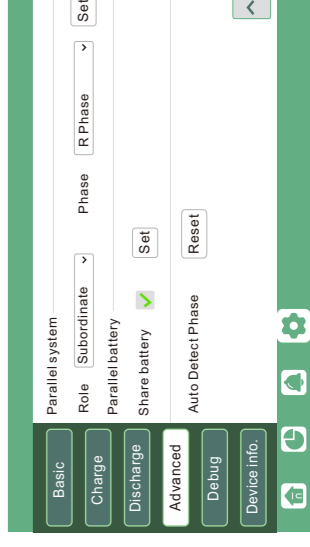 Basic
Charge
Discharge
Advanced
Debug
Device info.
Parallel system
Role Subordinate Phase R Phase Set
Parallel battery
Share battery Set
Auto Detect Phase Reset